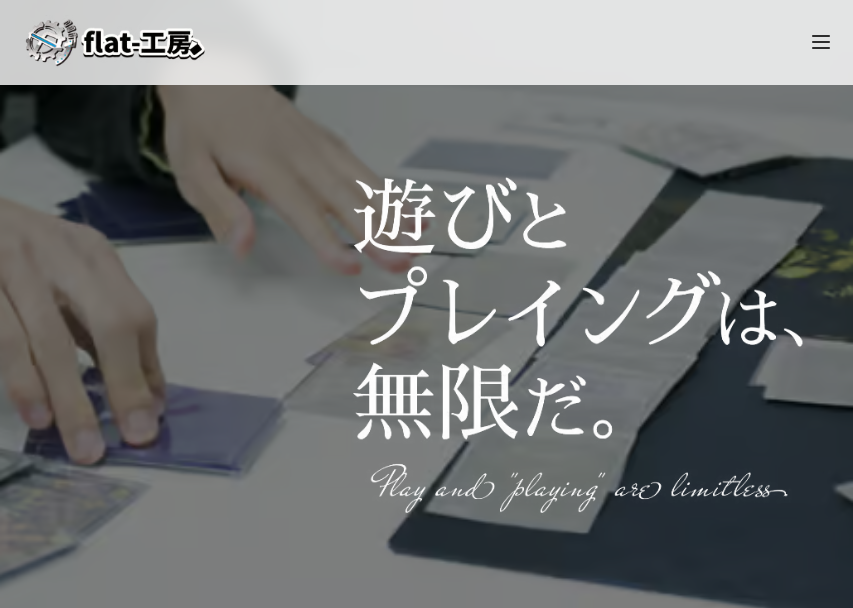 flat-工房
遊びと
プレイングは、
無限だ。
Play and "playing" are limitless